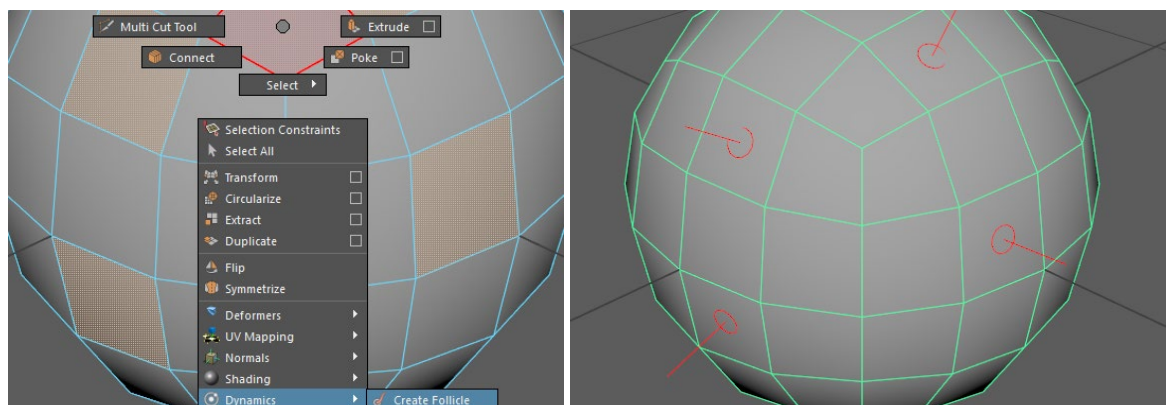 Multi Cut Tool
Extrude
Connect
Poke
Select
Selection Constraints
Select All
Transform
Circularize
Extract
Duplicate
Flip
Symmetrize
Deformers
UV Mapping
Normals
Shading
Dynamics
Create Follicle